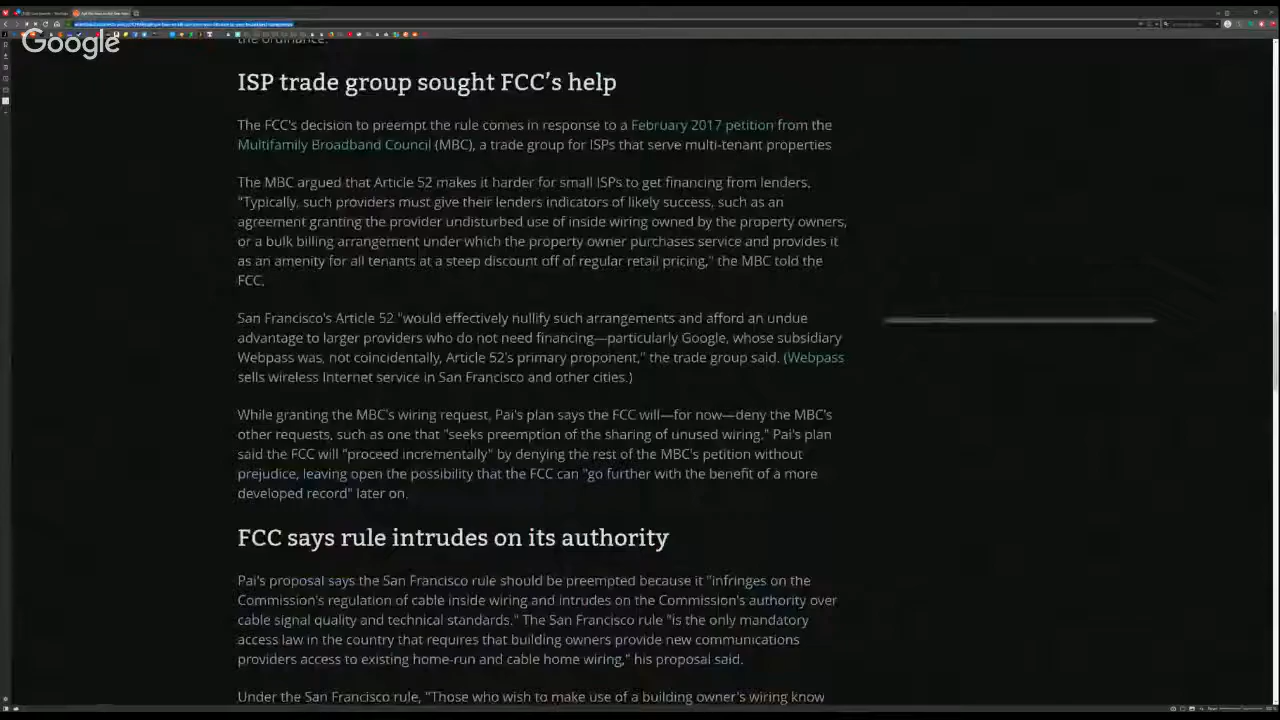 Google
the ordinance.
ISP trade group sought FCC's help
The FCC's decision to preempt the rule comes in response to a February 2017 petition from the
Multifamily Broadband Council (MBC), a trade group for ISPs that serve multi-tenant properties
The MBC argued that Article 52 makes it harder for small ISPs to get financing from lenders.
"Typically, such providers must give their lenders indicators of likely success, such as an
agreement granting the provider undisturbed use of inside wiring owned by the property owners,
or a bulk billing arrangement under which the property owner purchases service and provides it
as an amenity for all tenants at a steep discount off of regular retail pricing," the MBC told the
FCC.
San Francisco's Article 52 "would effectively nullify such arrangements and afford an undue
advantage to larger providers who do not need financing—particularly Google, whose subsidiary
Webpass was, not coincidentally, Article 52's primary proponent," the trade group said. (Webpass
sells wireless Internet service in San Francisco and other cities.)
While granting the MBC's wiring request, Pai's plan says the FCC will—for now—deny the MBC's
other requests, such as one that "seeks preemption of the sharing of unused wiring." Pai's plan
said the FCC will "proceed incrementally" by denying the rest of the MBC's petition without
prejudice, leaving open the possibility that the FCC can "go further with the benefit of a more
developed record" later on.
FCC says rule intrudes on its authority
Pai's proposal says the San Francisco rule should be preempted because it "infringes on the
Commission's regulation of cable inside wiring and intrudes on the Commission's authority over
cable signal quality and technical standards." The San Francisco rule "is the only mandatory
access law in the country that requires that building owners provide new communications
providers access to existing home-run and cable home wiring," his proposal said.
Under the San Francisco rule, "Those who wish to make use of a building owner's wiring know